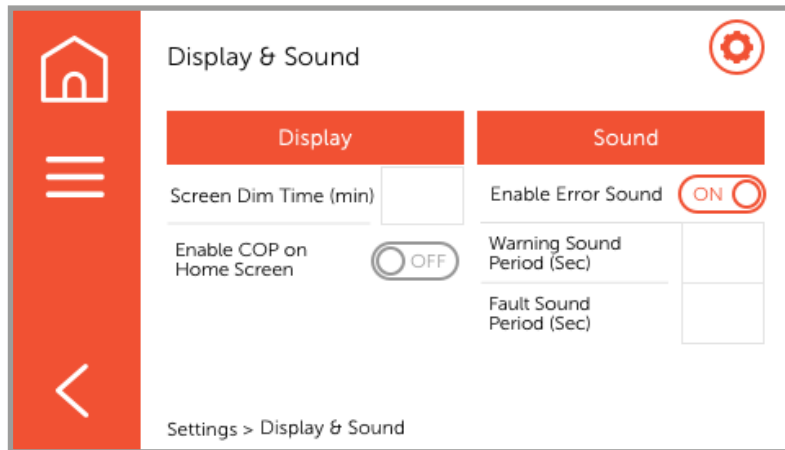 Display & Sound
Display
Screen Dim Time (min)
Enable COP on
Home Screen
OFF
Sound
Enable Error Sound
ON
Warning Sound
Period (Sec)
Fault Sound
Period (Sec)
Settings > Display & Sound